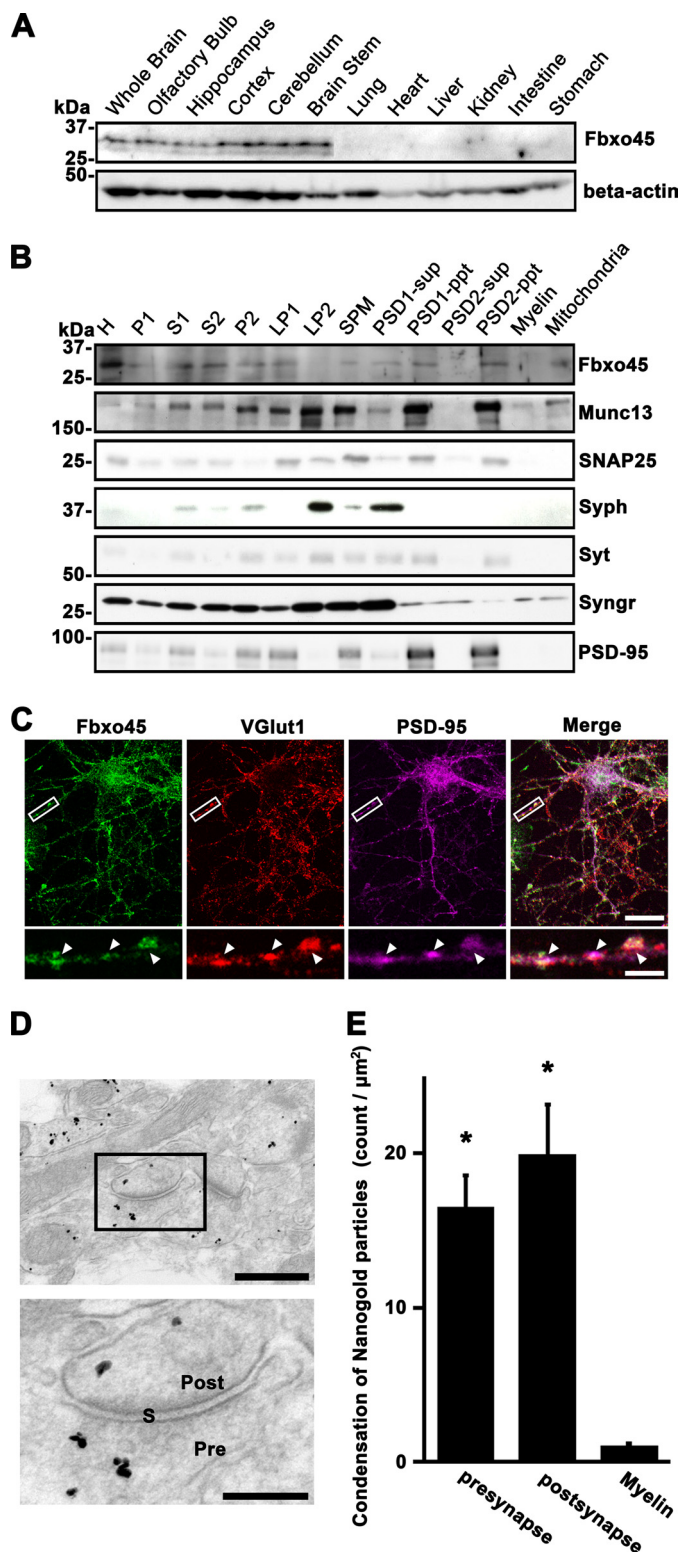 A
Whole Brain
Olfactory Bulb
Hippocampus
Cortex
Cerebellum
Brain Stem
Lung
Heart
Liver
Kidney
Intestine
Stomach
kDa
37-
25-
Fbxo45
50-
beta-actin
B
H
P1
S1
S2
P2
LP1
LP2
SPM
PSD1-sup
PSD1-ppt
PSD2-sup
PSD2-ppt
Myelin
Mitochondria
kDa
37-
25-
Fbxo45
150-
Munc13
25-
SNAP25
37-
Syph
50-
Syt
25-
Syngr
100-
PSD-95
C
Fbxo45 VGlut1 PSD-95 Merge
D
Post
S
Pre
E
Condensation of Nanogold particles (count / µm²)
* *
20
10
0
presynapse
postsynapse
Myelin